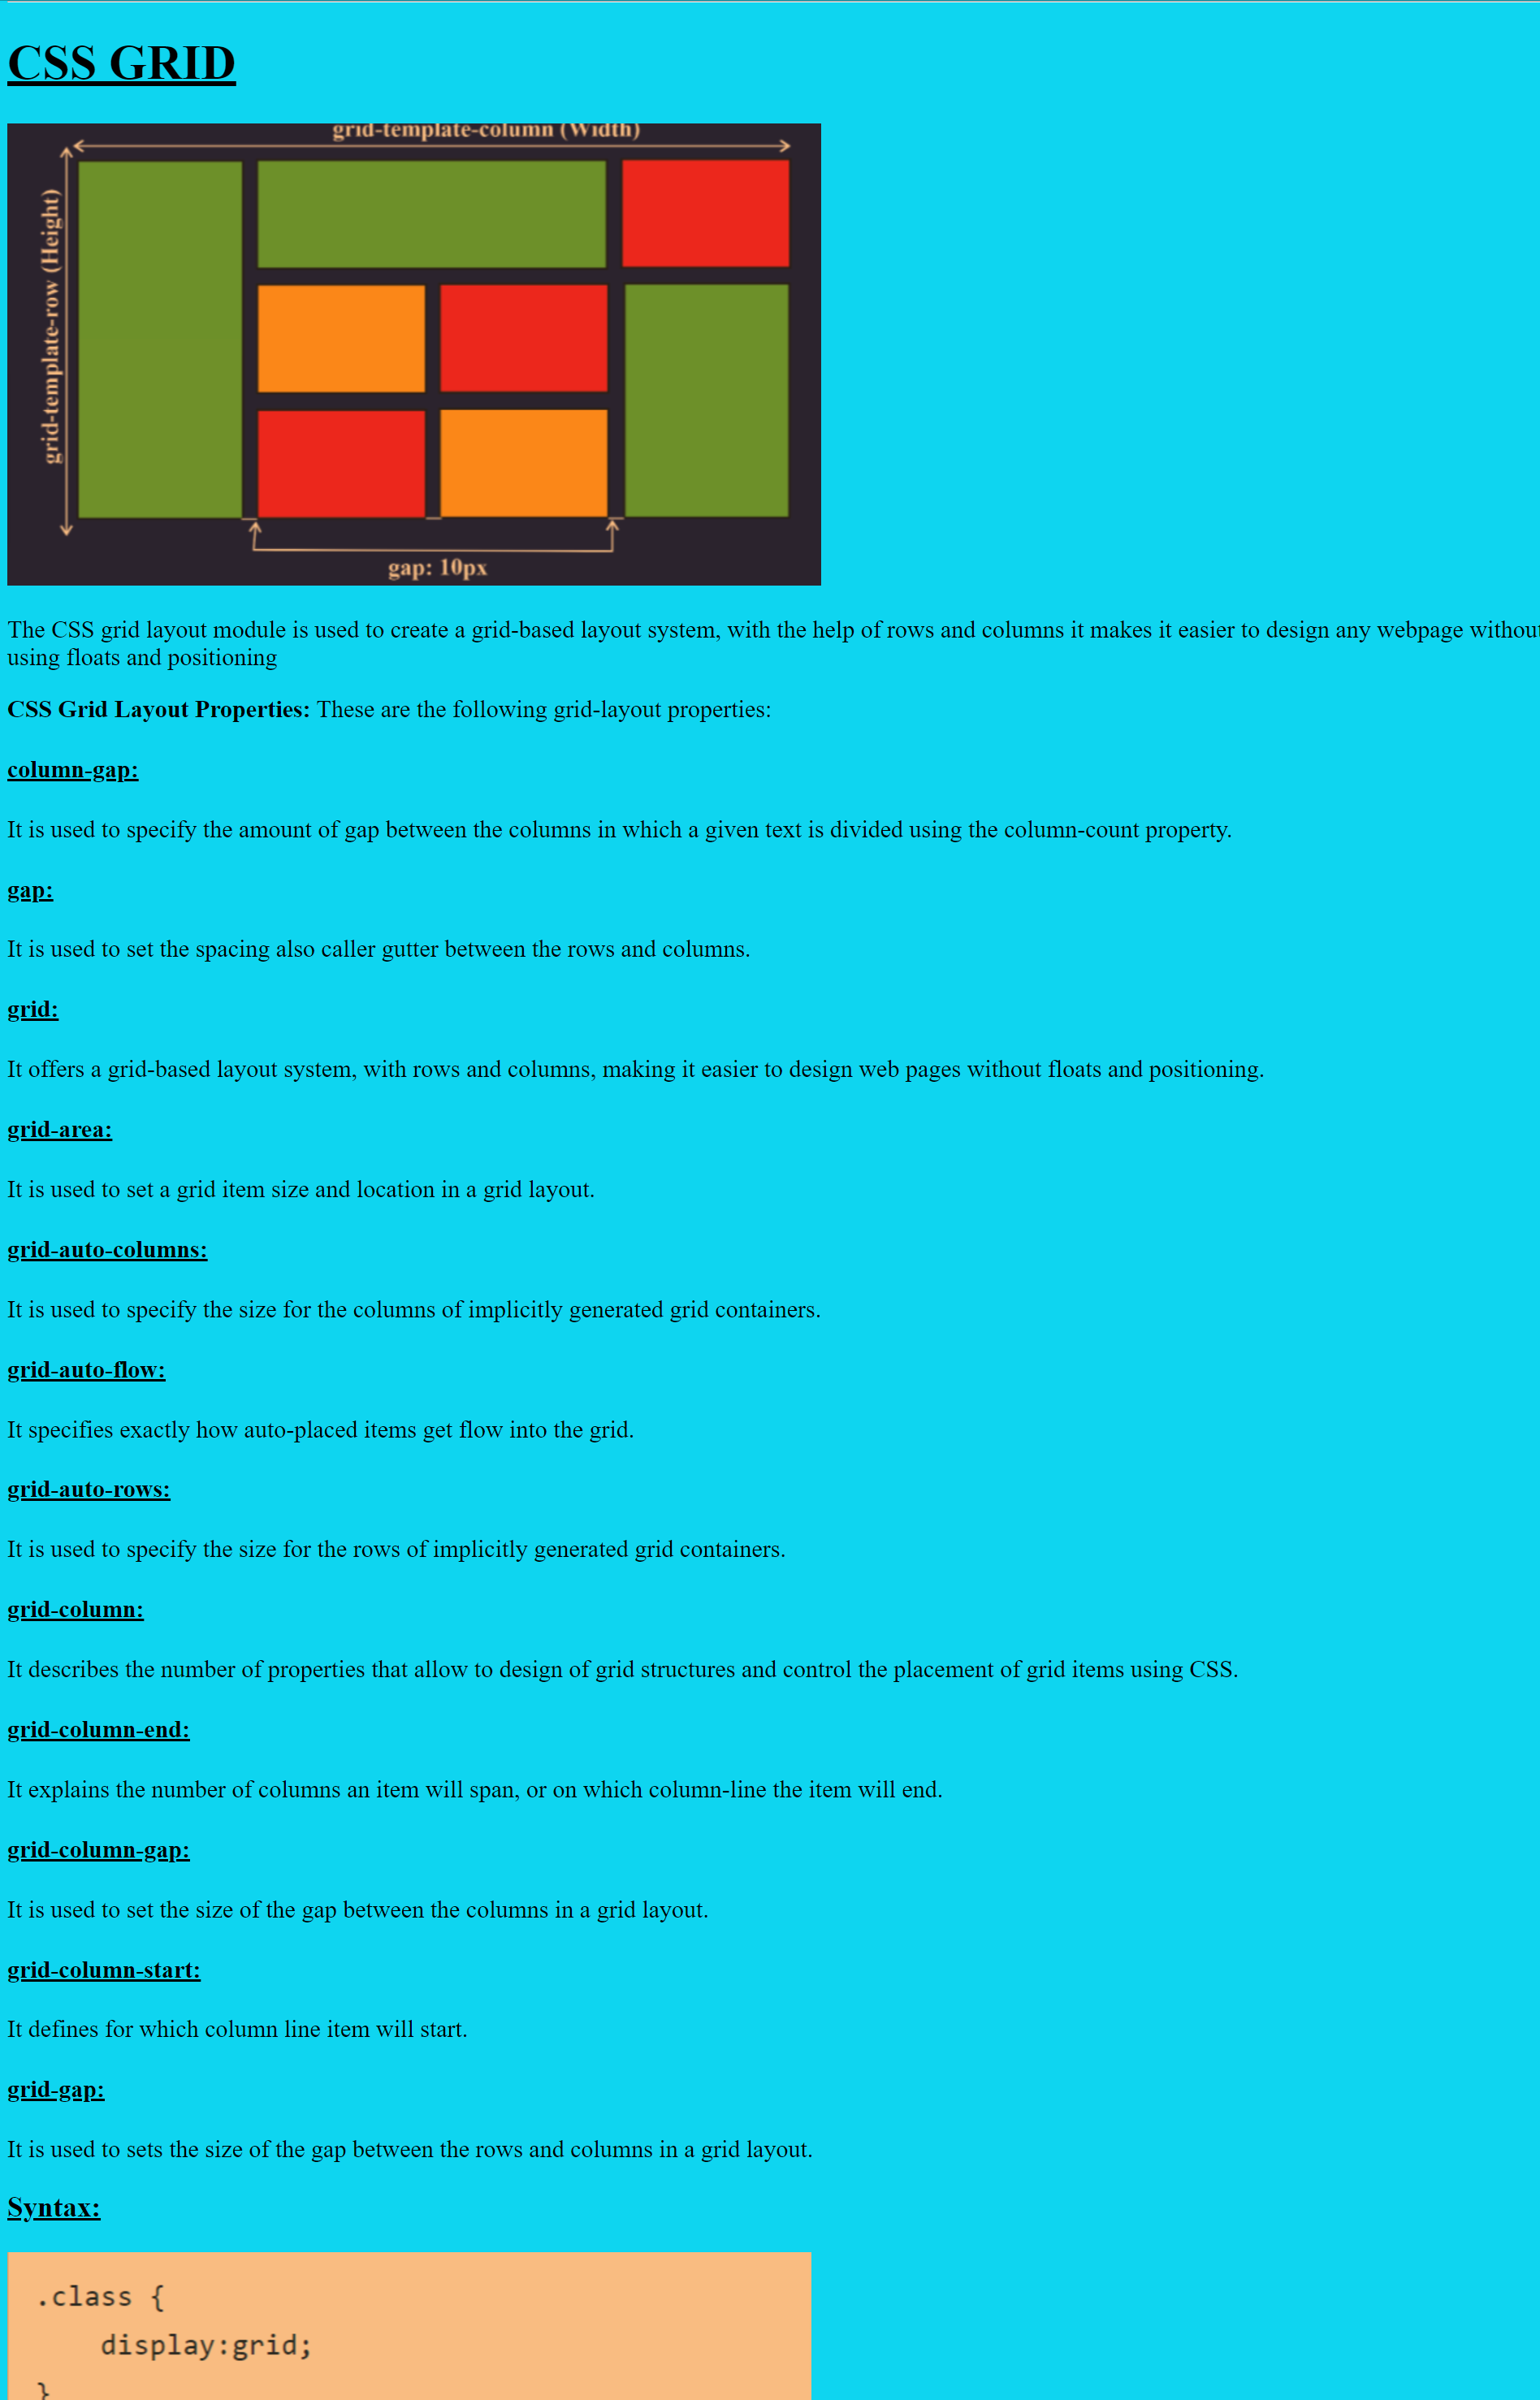 CSS GRID
grid-template-column (Width)
grid-template-row (Height)
gap: 10px
The CSS grid layout module is used to create a grid-based layout system, with the help of rows and columns it makes it easier to design any webpage without
using floats and positioning
CSS Grid Layout Properties: These are the following grid-layout properties:
column-gap:
It is used to specify the amount of gap between the columns in which a given text is divided using the column-count property.
gap:
It is used to set the spacing also caller gutter between the rows and columns.
grid:
It offers a grid-based layout system, with rows and columns, making it easier to design web pages without floats and positioning.
grid-area:
It is used to set a grid item size and location in a grid layout.
grid-auto-columns:
It is used to specify the size for the columns of implicitly generated grid containers.
grid-auto-flow:
It specifies exactly how auto-placed items get flow into the grid.
grid-auto-rows:
It is used to specify the size for the rows of implicitly generated grid containers.
grid-column:
It describes the number of properties that allow to design of grid structures and control the placement of grid items using CSS.
grid-column-end:
It explains the number of columns an item will span, or on which column-line the item will end.
grid-column-gap:
It is used to set the size of the gap between the columns in a grid layout.
grid-column-start:
It defines for which column line item will start.
grid-gap:
It is used to sets the size of the gap between the rows and columns in a grid layout.
Syntax:
.class {
display:grid;
}